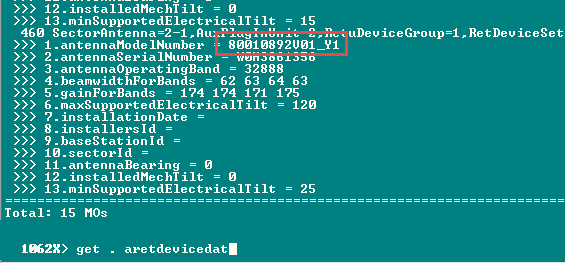 >>> 12.installedMechTilt = 0
>>> 13.minSupportedElectricalTilt = 15
460 SectorAntenna=2-1,AuxPlugInUnit=2,RetuDeviceGroup=1,RetDeviceSet
>>> 1.antennaModelNumber = 80010892V01_Y1
>>> 2.antennaSerialNumber =
>>> 3.antennaOperatingBand = 32888
>>> 4.beamwidthForBands = 62 63 64 63
>>> 5.gainForBands = 174 174 171 175
>>> 6.maxSupportedElectricalTilt = 120
>>> 7.installationDate =
>>> 8.installersId =
>>> 9.baseStationId =
>>> 10.sectorId =
>>> 11.antennaBearing = 0
>>> 12.installedMechTilt = 0
>>> 13.minSupportedElectricalTilt = 25
Total: 15 MOs
1062X> get . aretdevicedat